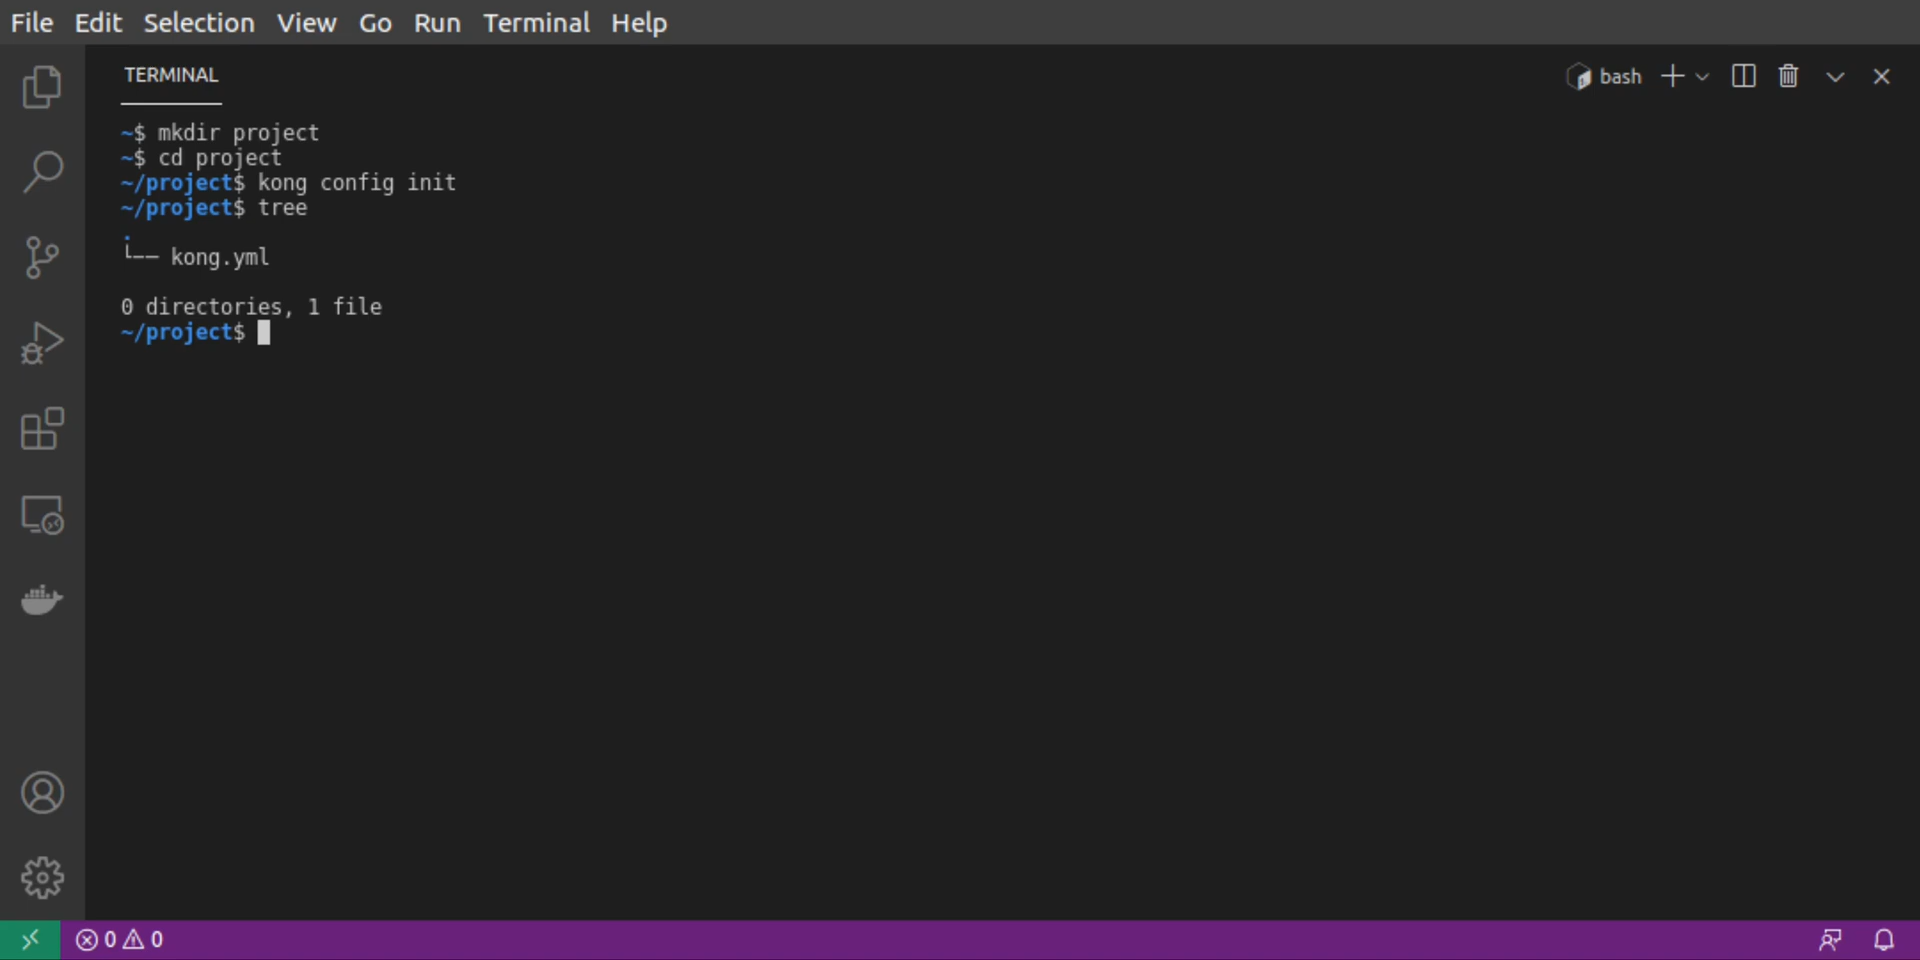 File Edit Selection View Go Run Terminal Help
TERMINAL
bash
~$ mkdir project
~$ cd project
~/project$ kong config init
~/project$ tree
.
└── kong.yml
0 directories, 1 file
~/project$
0 0